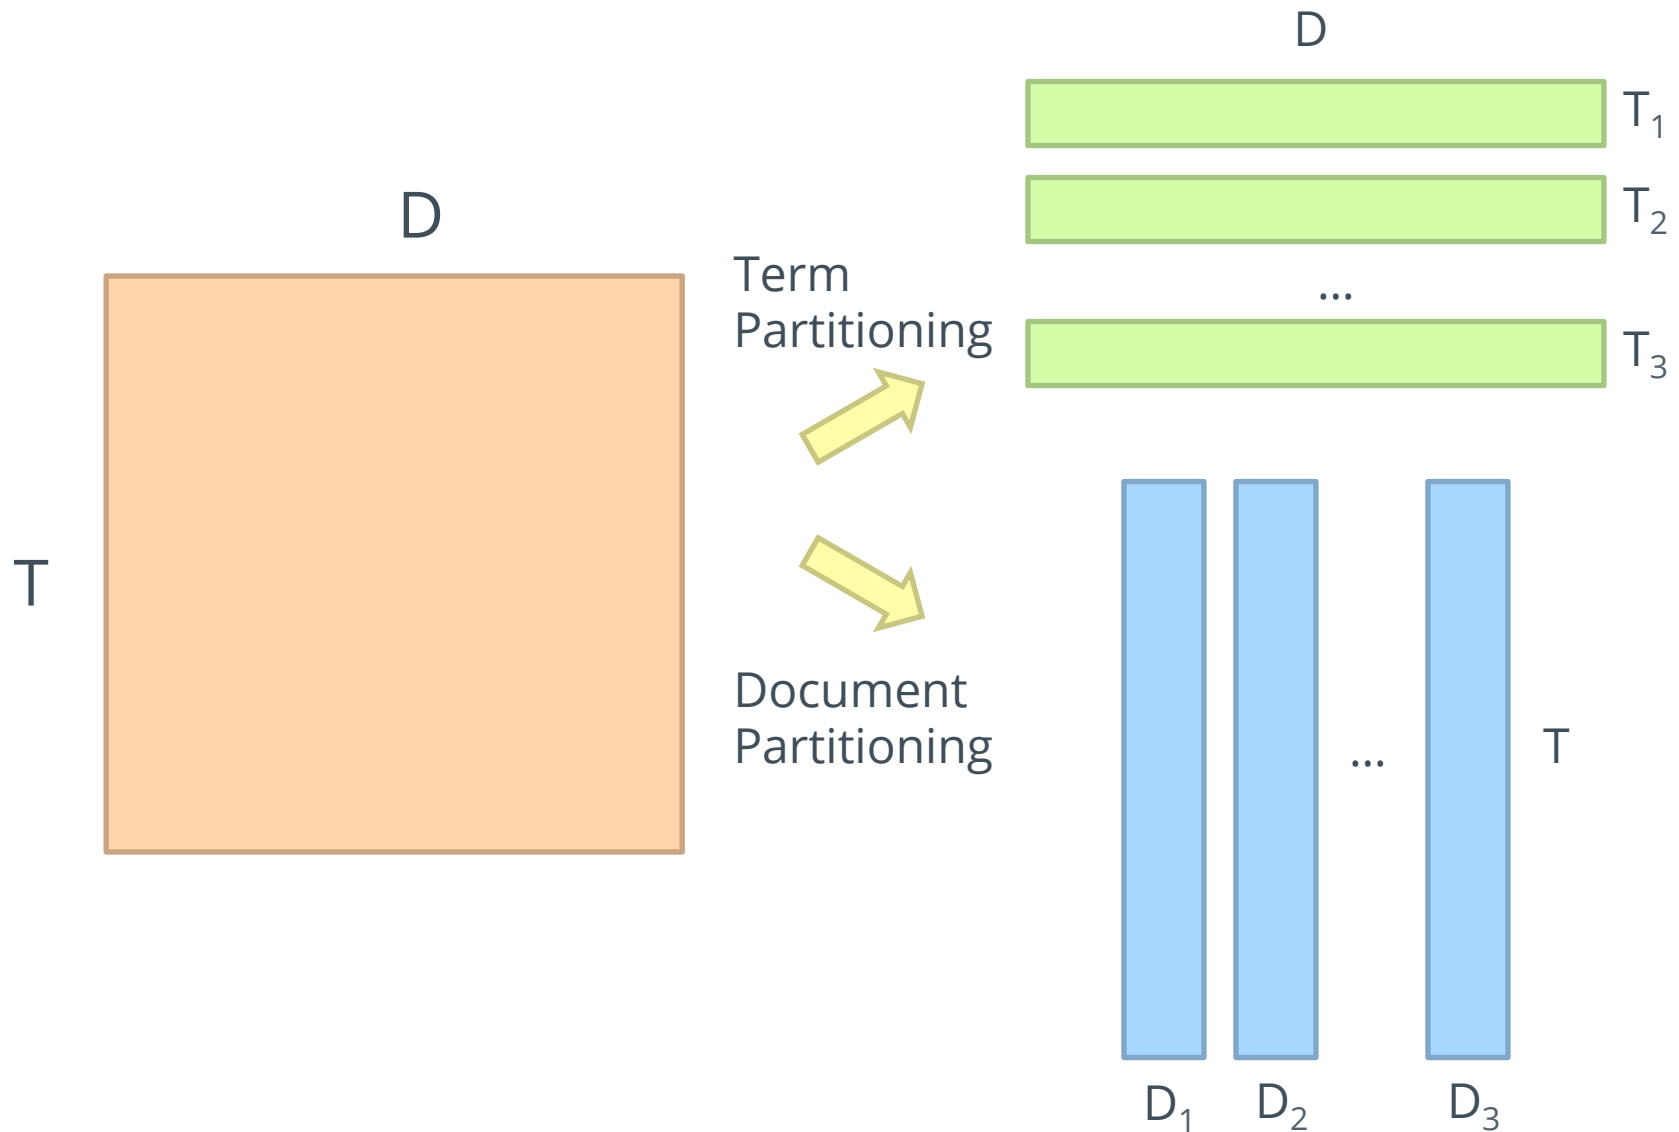 D
T
Term
Partitioning
D
T1
T2
...
T3
Document
Partitioning
...
T
D1
D2
D3